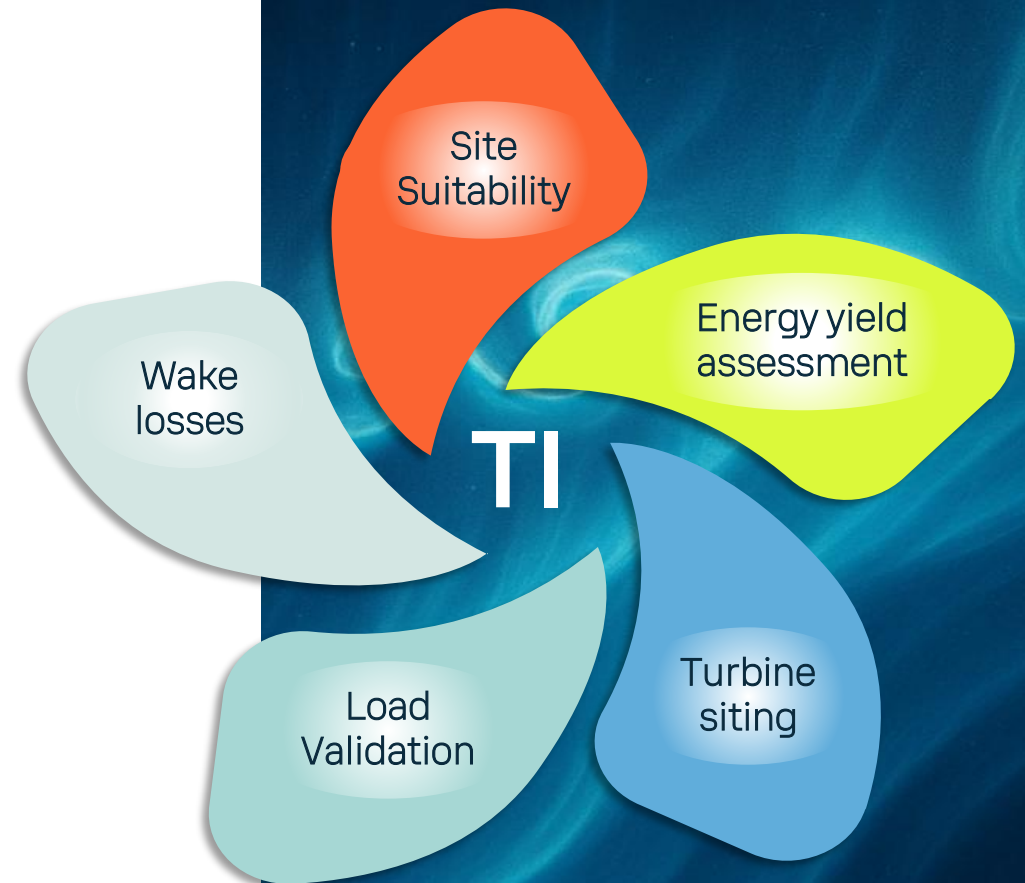 Site
Suitability
Energy yield
assessment
Wake
losses
TI
Turbine
siting
Load
Validation